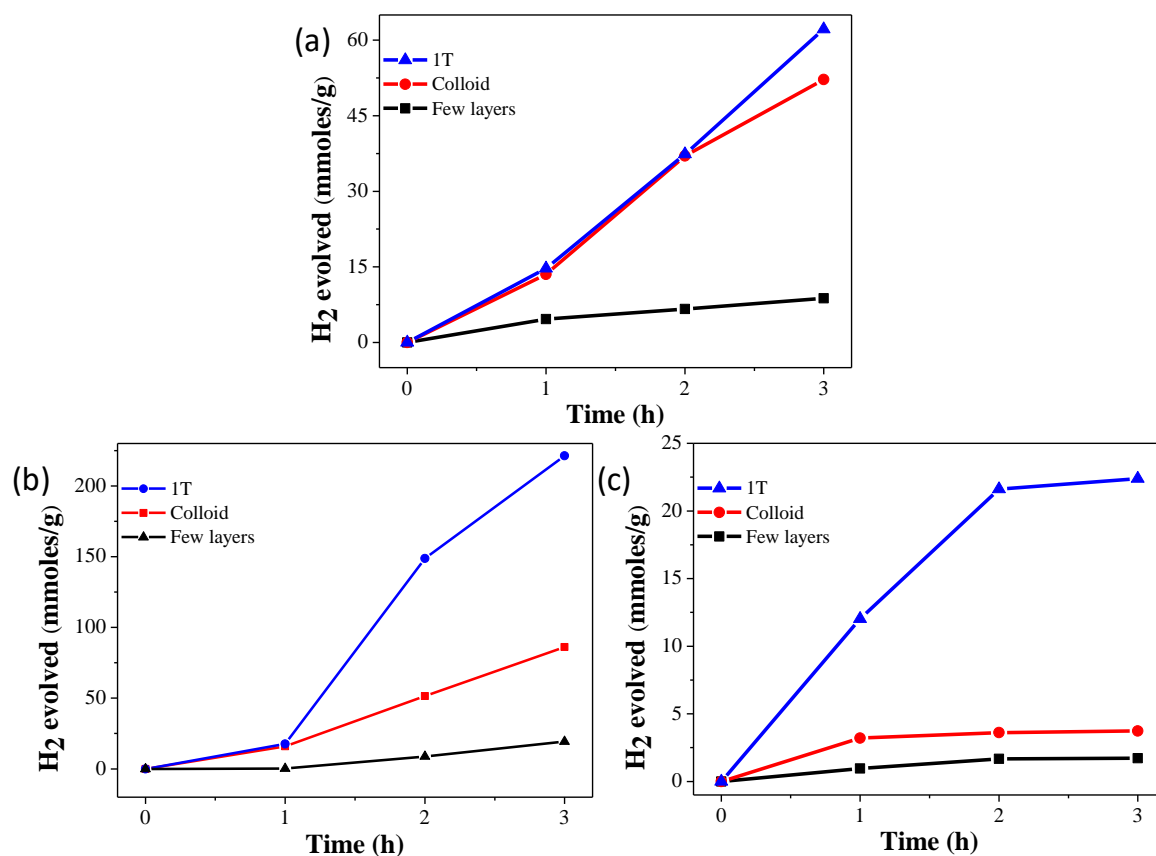 (a)
1T
Colloid
Few layers
H2 evolved (mmoles/g)
60
45
30
15
0
0 1 2 3
Time (h)
(b)
1T
Colloid
Few layers
H2 evolved (mmoles/g)
200
150
100
50
0
0 1 2 3
Time (h)
(c)
1T
Colloid
Few layers
H2 evolved (mmoles/g)
25
20
15
10
5
0
0 1 2 3
Time (h)